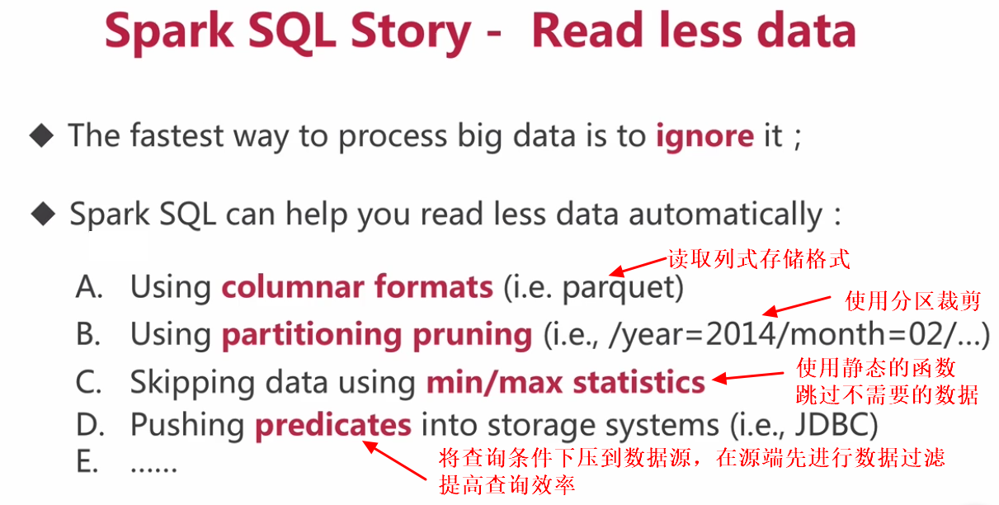 Spark SQL Story - Read less data
◆ The fastest way to process big data is to ignore it；
◆ Spark SQL can help you read less data automatically：
读取列式存储格式
A. Using columnar formats (i.e. parquet)
使用分区裁剪
B. Using partitioning pruning (i.e., /year=2014/month=02/…)
C. Skipping data using min/max statistics
使用静态的函数
跳过不需要的数据
D. Pushing predicates into storage systems (i.e., JDBC)
将查询条件下压到数据源，在源端先进行数据过滤
提高查询效率
E. ……